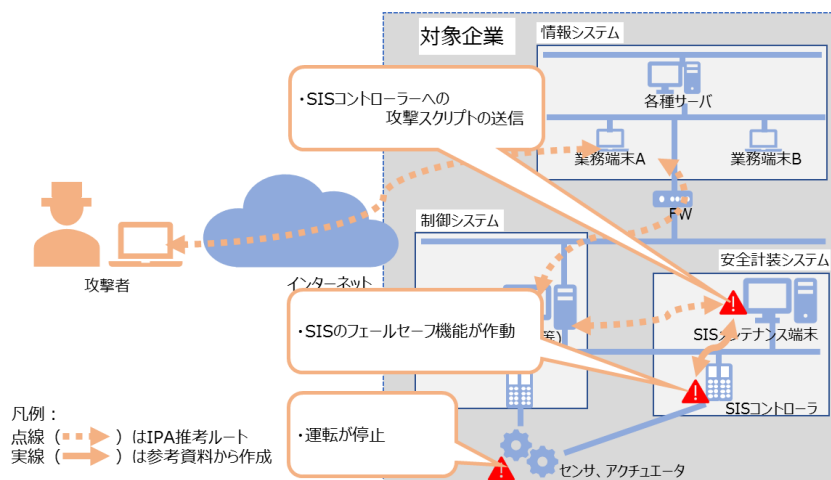 対象企業
情報システム
・SISコントローラーへの
攻撃スクリプトの送信
各種サーバ
業務端末A
業務端末B
FW
制御システム
安全計装システム
攻撃者
インターネット
・SISのフェールセーフ機能が作動
等)
SISメンテナンス端末
SISコントローラ
・運転が停止
センサ、アクチュエータ
凡例：
点線（ ）はIPA推考ルート
実線（ ）は参考資料から作成